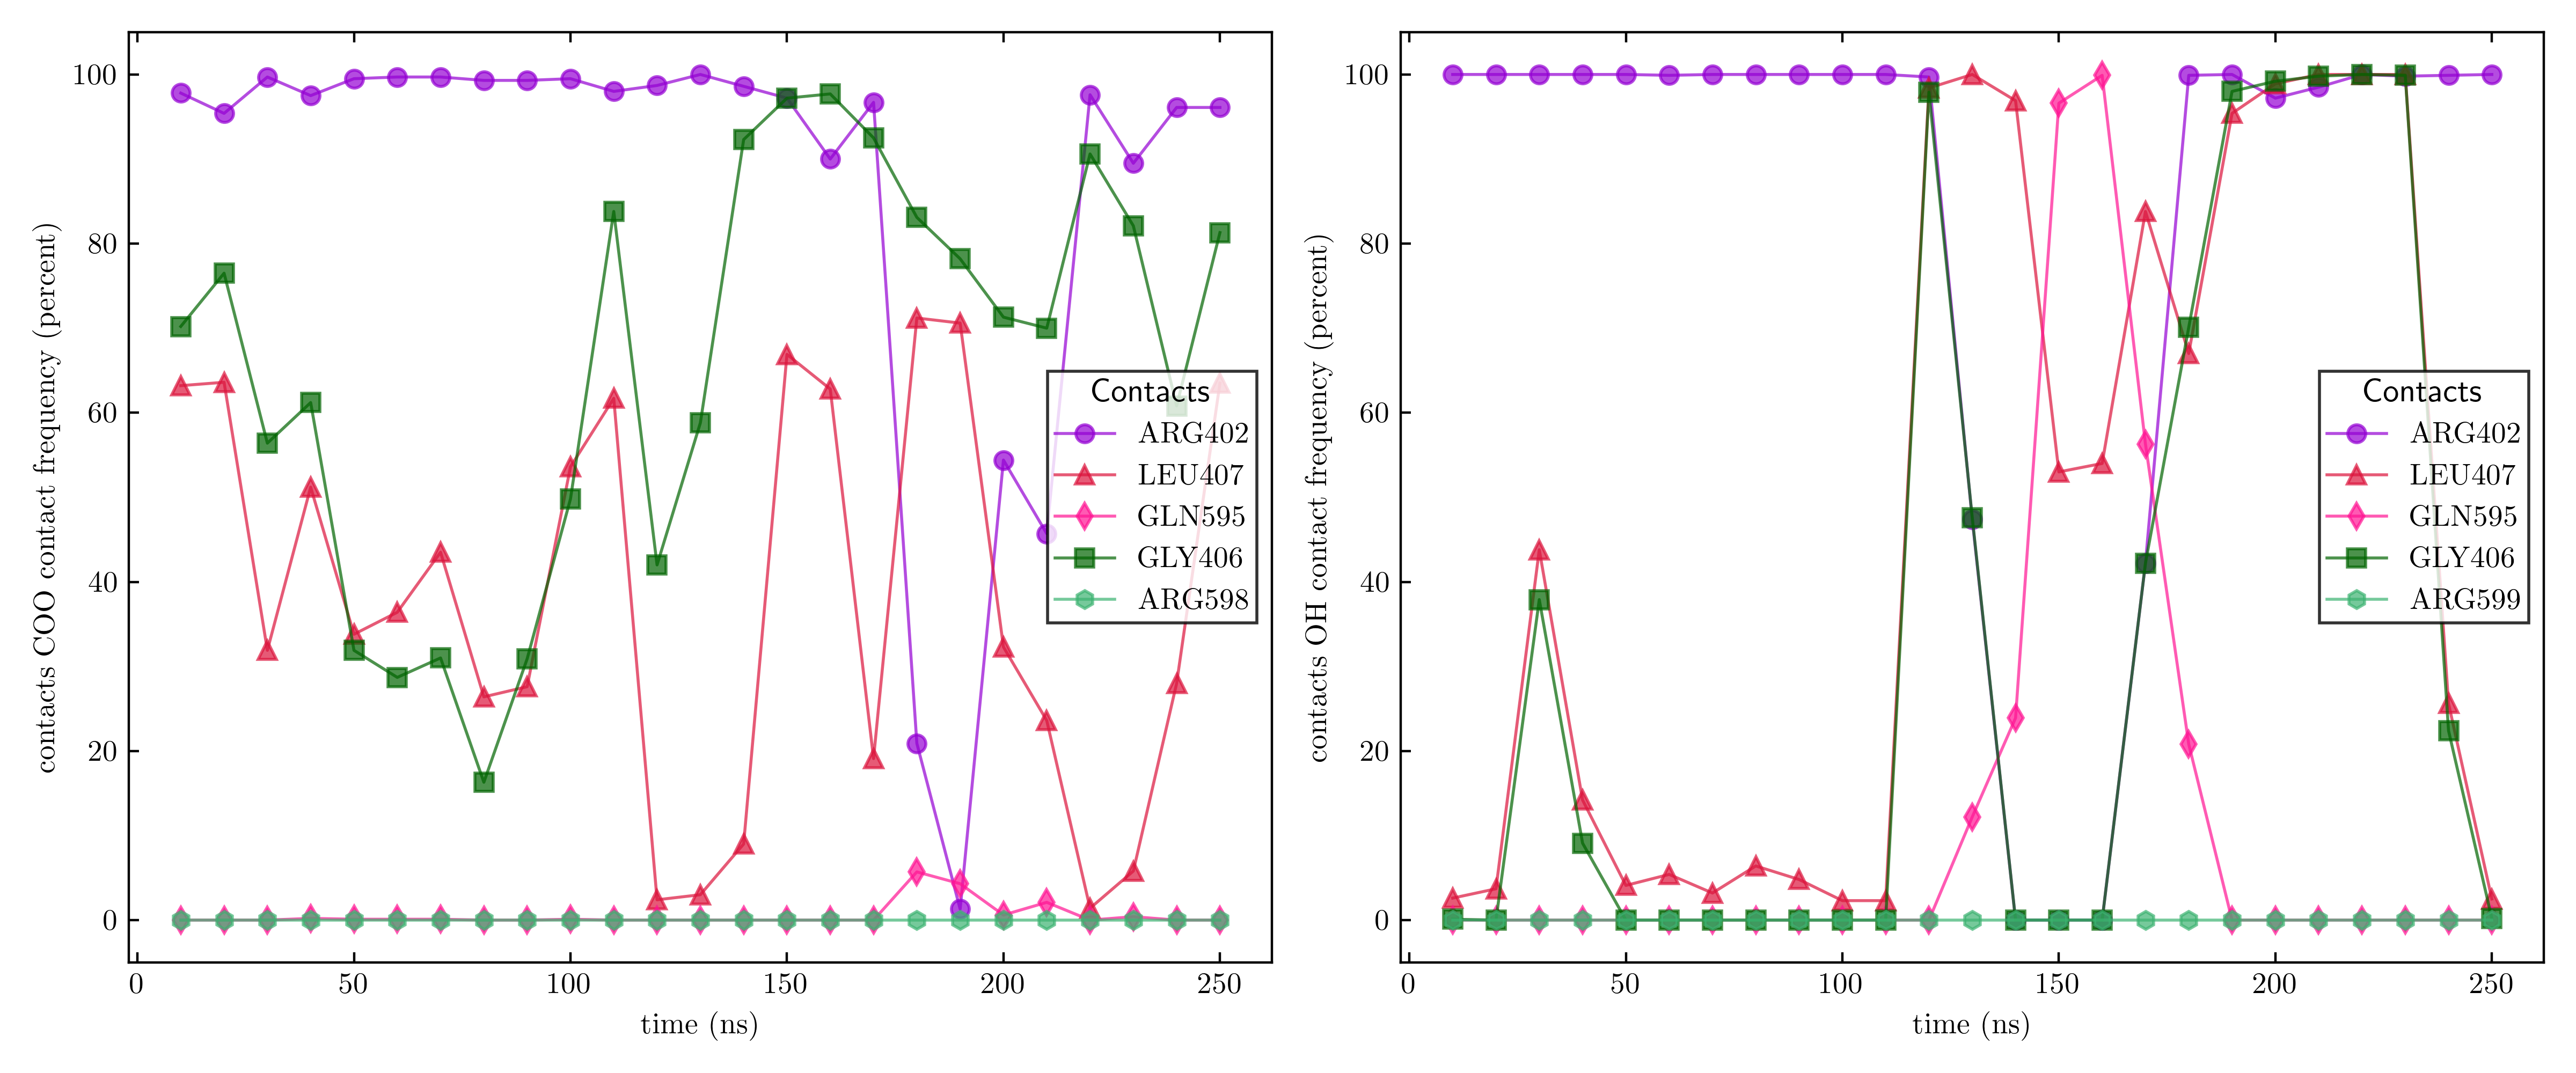 contacts COO contact frequency (percent)
100
80
60
40
20
0
0 50 100 150 200 250
time (ns)
Contacts
ARG402
LEU407
GLN595
GLY406
ARG598
contacts OH contact frequency (percent)
100
80
60
40
20
0
0 50 100 150 200 250
time (ns)
Contacts
ARG402
LEU407
GLN595
GLY406
ARG599